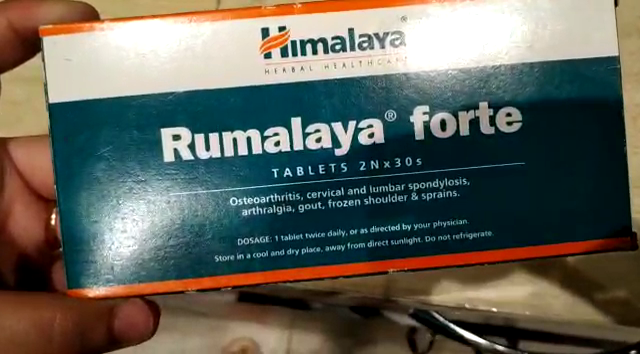 Himalaya®
HERBAL HEALTHCARE
Rumalaya® forte
TABLETS 2Nx30s
Osteoarthritis, cervical and lumbar spondylosis,
arthralgia, gout, frozen shoulder & sprains.
DOSAGE: 1 tablet twice daily, or as directed by your physician.
Store in a cool and dry place, away from direct sunlight. Do not refrigerate.